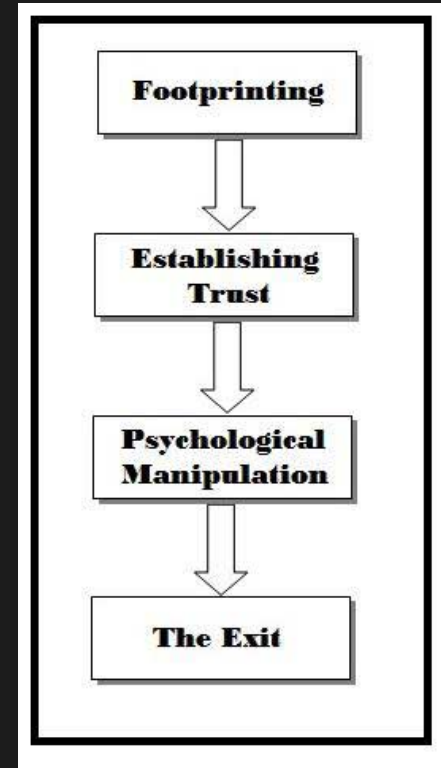 Footprinting
Establishing
Trust
Psychological
Manipulation
The Exit